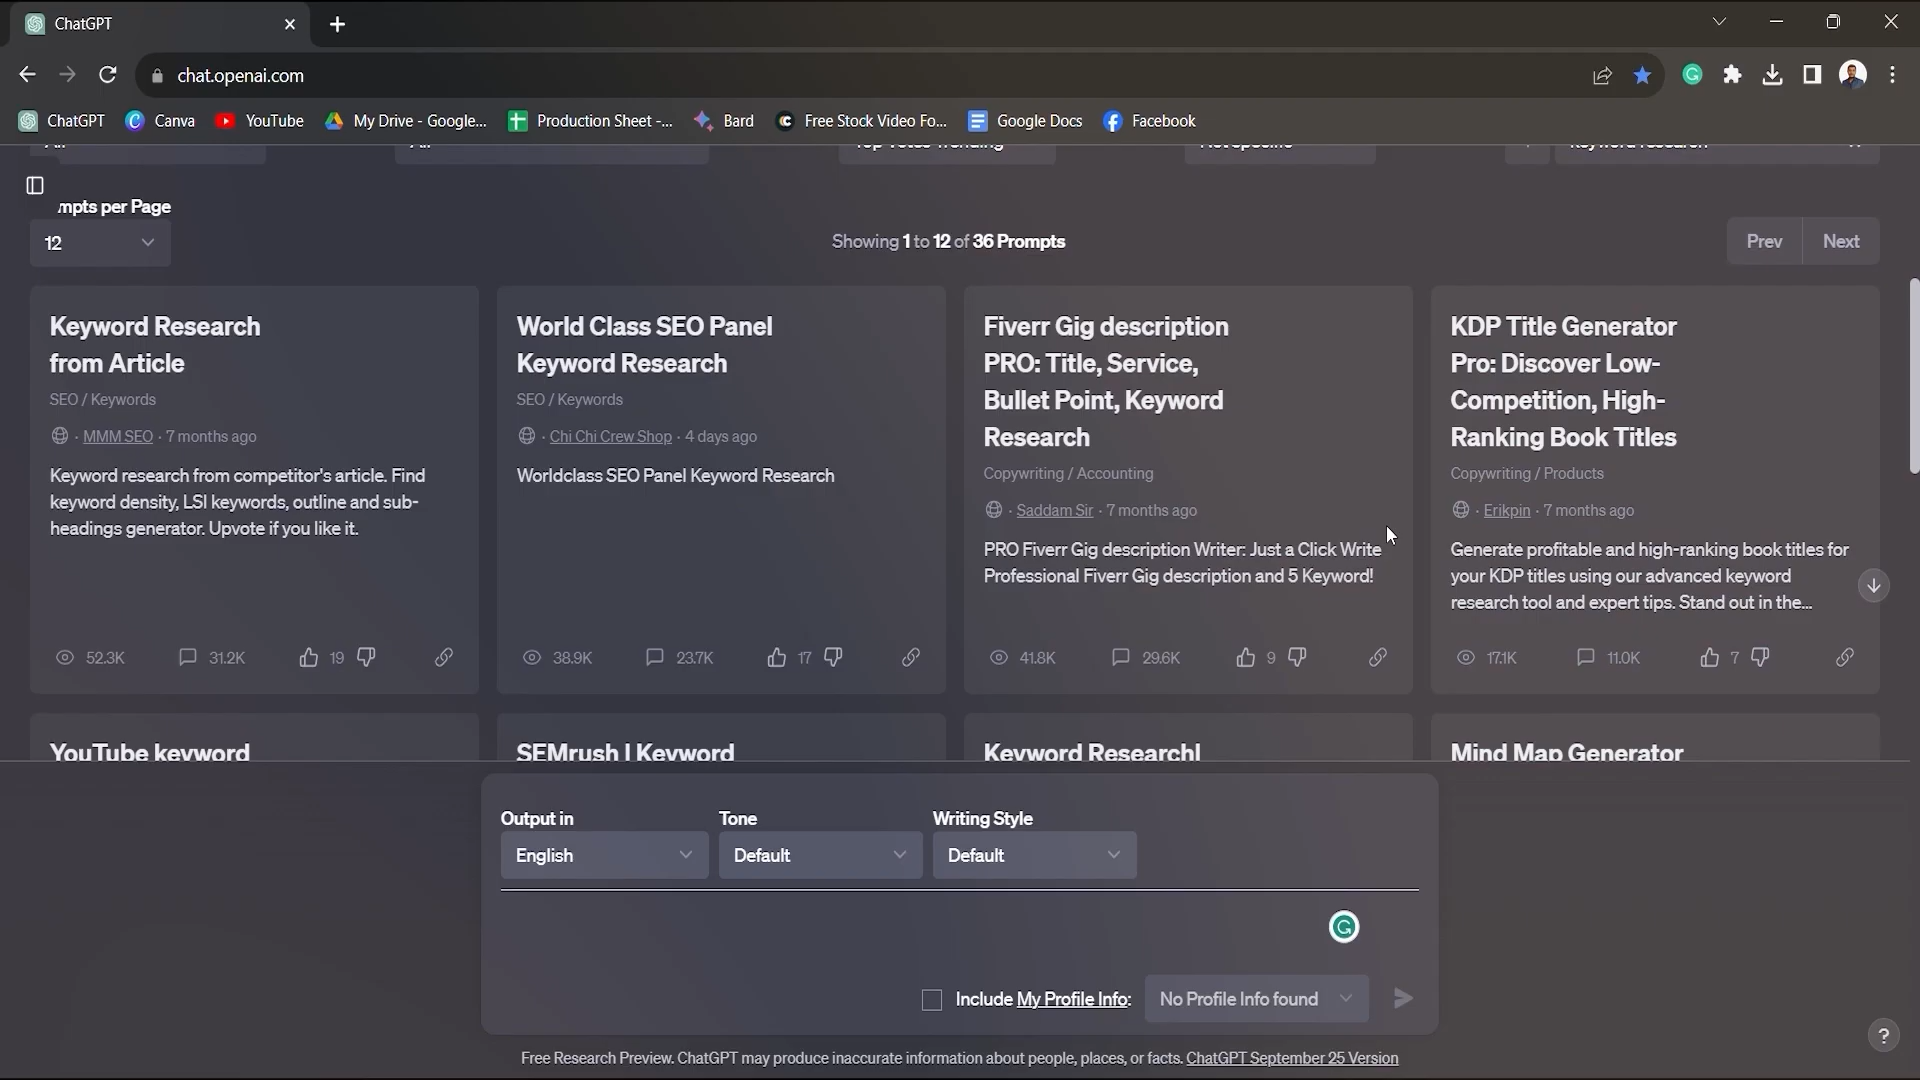 ChatGPT
chat.openai.com
ChatGPT
Canva
YouTube
My Drive - Google...
Production Sheet -...
Bard
Free Stock Video Fo...
Google Docs
Facebook
mpts per Page
12
Showing 1 to 12 of 36 Prompts
Prev
Next
Keyword Research
from Article
SEO / Keywords
· MMM SEO · 7 months ago
Keyword research from competitor's article. Find
keyword density, LSI keywords, outline and sub-
headings generator. Upvote if you like it.
52.3K
31.2K
19
World Class SEO Panel
Keyword Research
SEO / Keywords
· Chi Chi Crew Shop · 4 days ago
Worldclass SEO Panel Keyword Research
38.9K
23.7K
17
Fiverr Gig description
PRO: Title, Service,
Bullet Point, Keyword
Research
Copywriting / Accounting
· Saddam Sir · 7 months ago
PRO Fiverr Gig description Writer: Just a Click Write
Professional Fiverr Gig description and 5 Keyword!
41.8K
29.6K
9
KDP Title Generator
Pro: Discover Low-
Competition, High-
Ranking Book Titles
Copywriting / Products
· Erikpin · 7 months ago
Generate profitable and high-ranking book titles for
your KDP titles using our advanced keyword
research tool and expert tips. Stand out in the...
17.1K
11.0K
7
YouTube keyword
SEMrush | Keyword
Keyword Research|
Mind Map Generator
Output in
English
Tone
Default
Writing Style
Default
Include My Profile Info:
No Profile Info found
Free Research Preview. ChatGPT may produce inaccurate information about people, places, or facts. ChatGPT September 25 Version
?